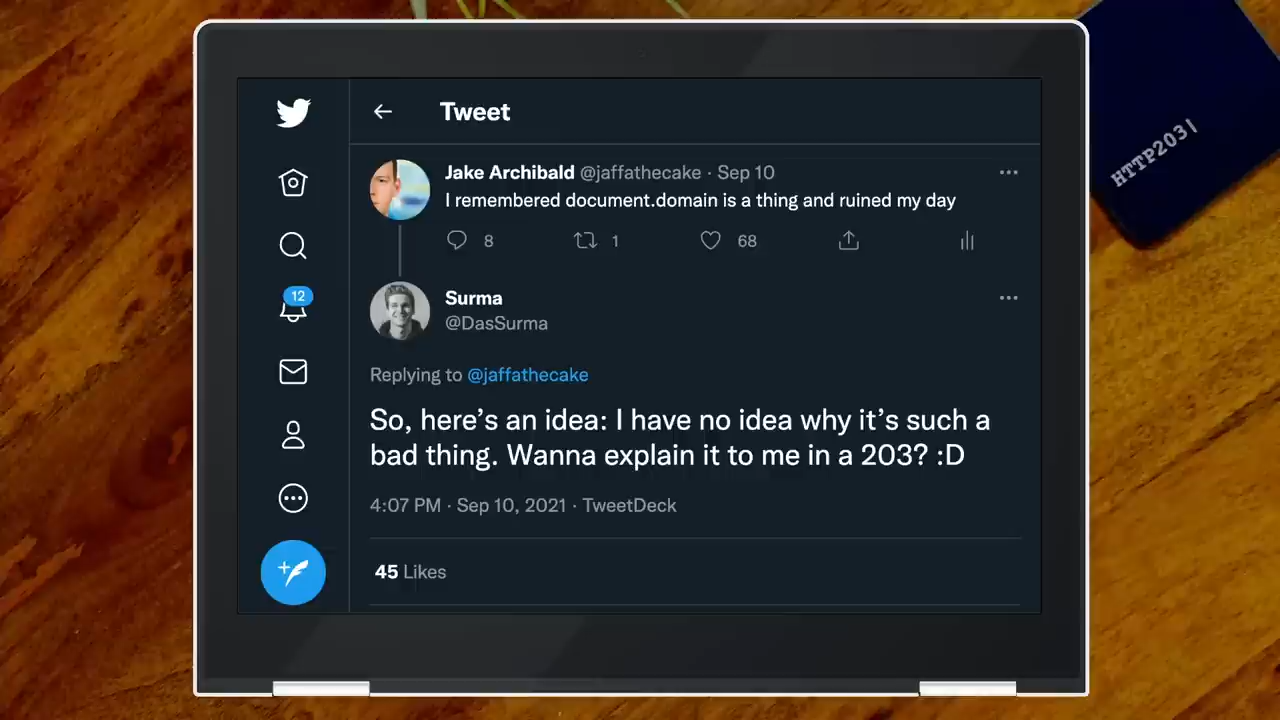 Tweet
Jake Archibald @jaffathecake · Sep 10
I remembered document.domain is a thing and ruined my day
8 1 68
12
Surma
@DasSurma
Replying to @jaffathecake
So, here's an idea: I have no idea why it's such a
bad thing. Wanna explain it to me in a 203? :D
4:07 PM · Sep 10, 2021 · TweetDeck
45 Likes
HTTP203|